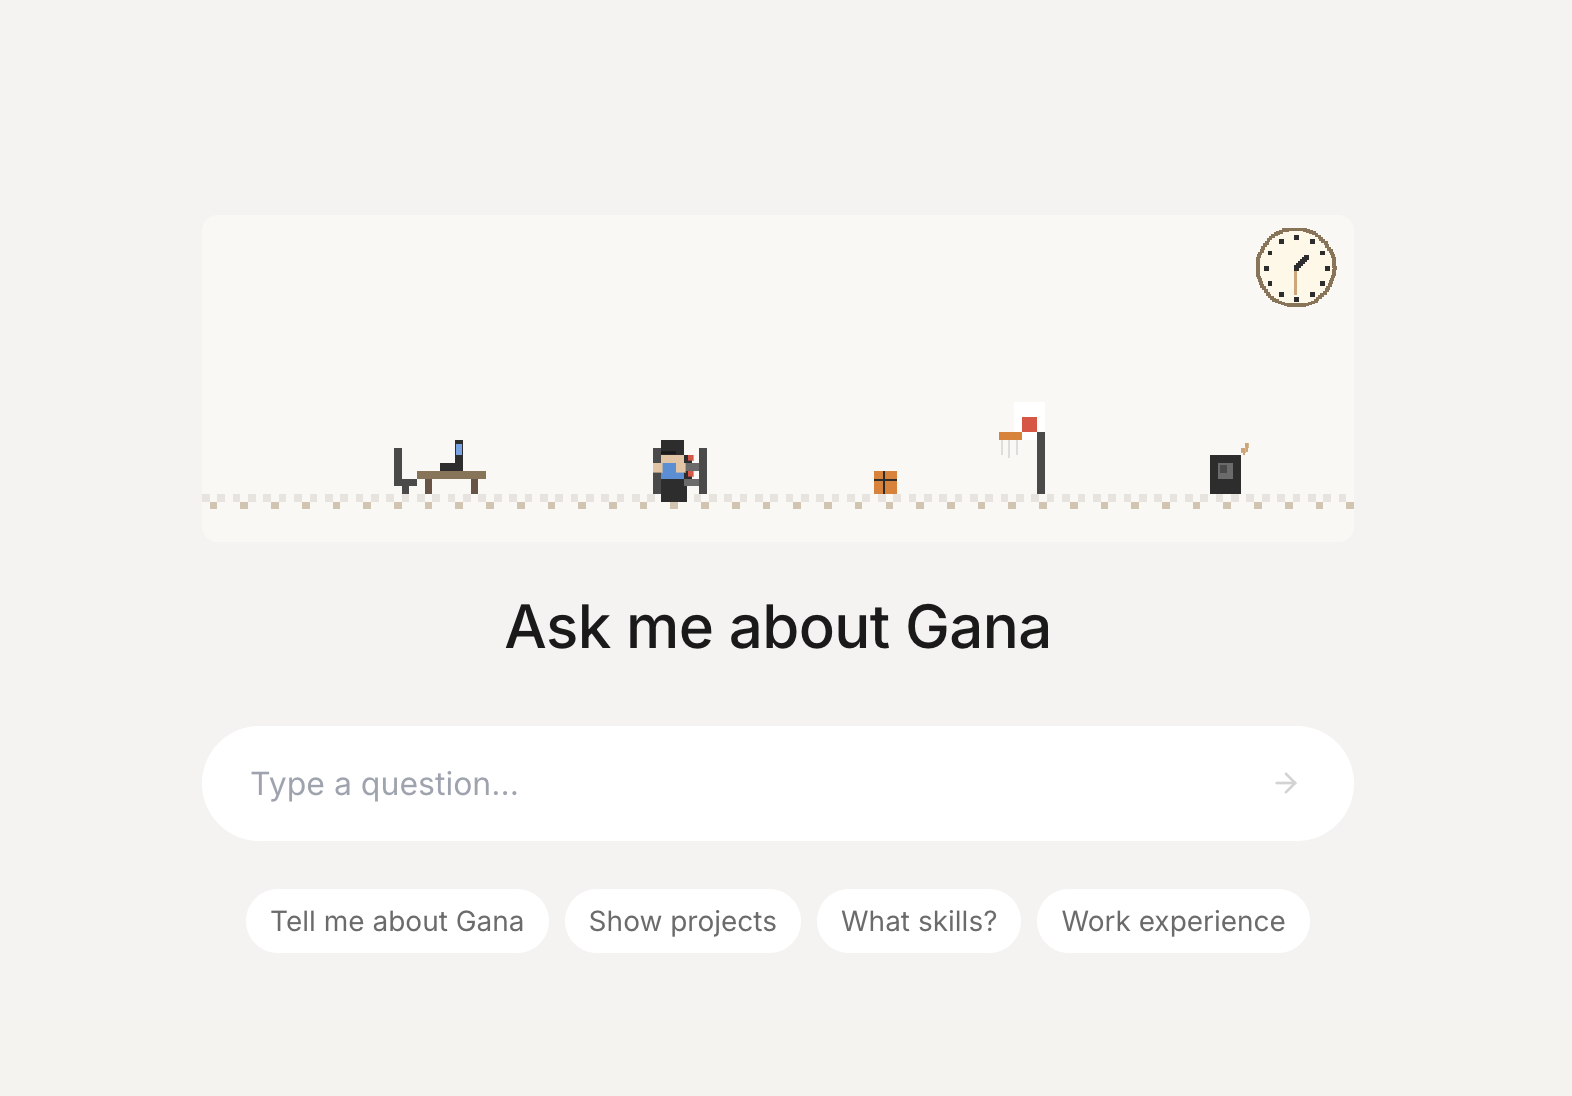 Ask me about Gana
Type a question...
Tell me about Gana
Show projects
What skills?
Work experience